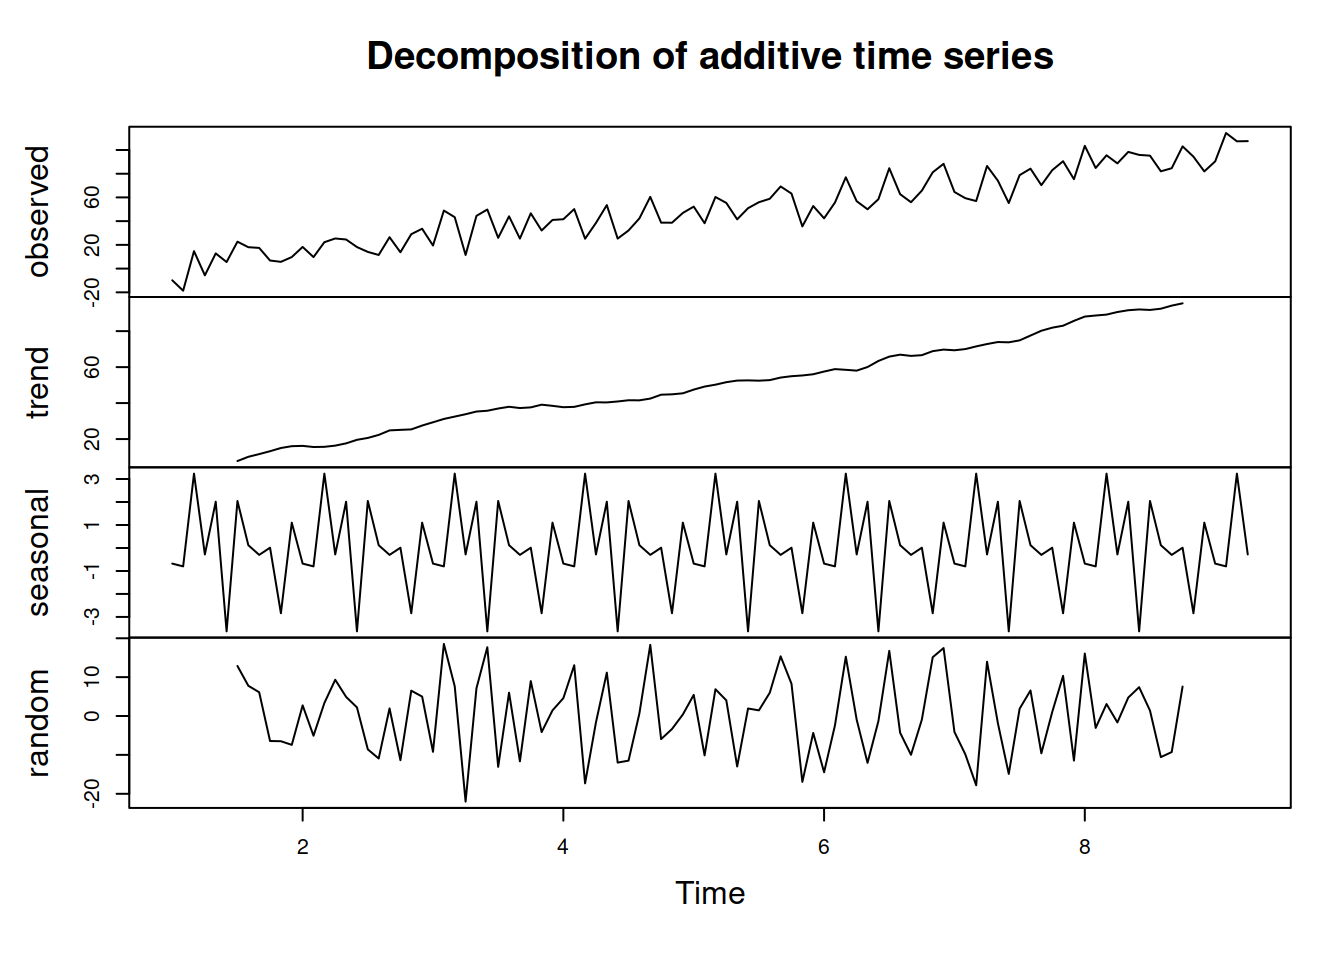 Decomposition of additive time series
observed
-20 20 60
trend
20 60
seasonal
-3 -1 1 3
random
-20 0 10
2 4 6 8
Time